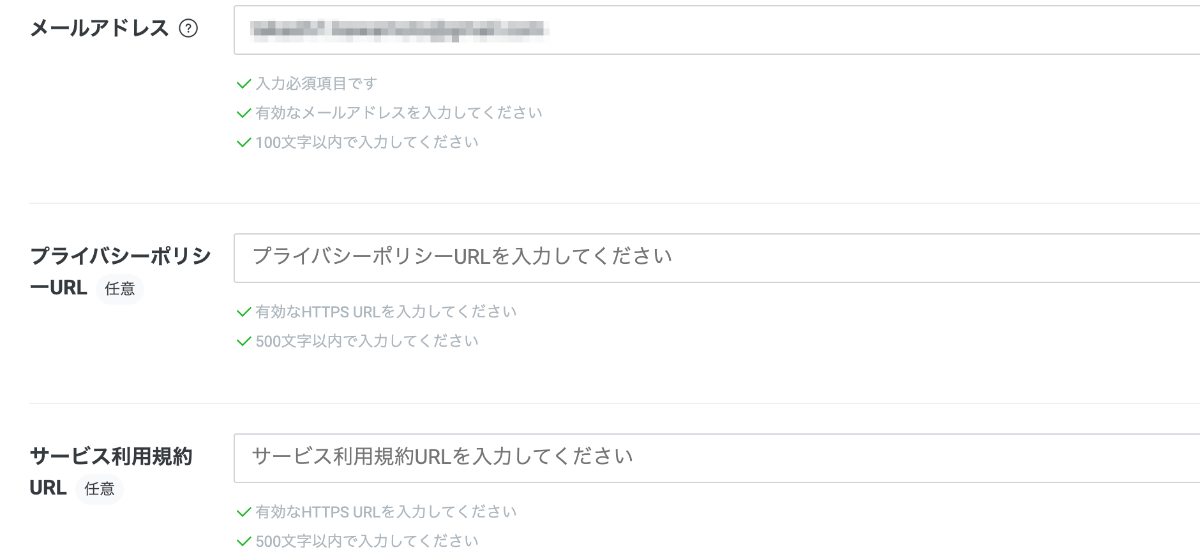 メールアドレス ?
入力必須項目です
有効なメールアドレスを入力してください
100文字以内で入力してください
プライバシーポリシ
ーURL 任意
プライバシーポリシーURLを入力してください
有効なHTTPS URLを入力してください
500文字以内で入力してください
サービス利用規約
URL 任意
サービス利用規約URLを入力してください
有効なHTTPS URLを入力してください
500文字以内で入力してください